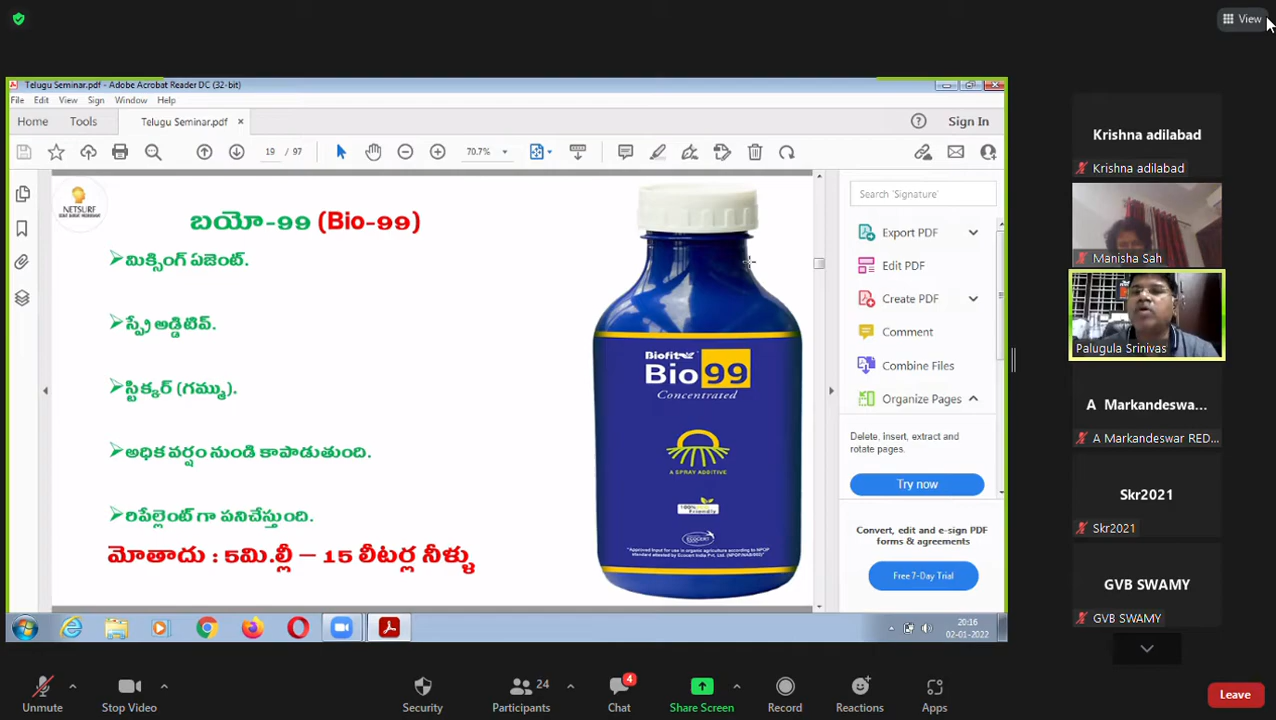 View
Telugu Seminar.pdf - Adobe Acrobat Reader DC (32-bit)
File Edit View Sign Window Help
Home Tools Telugu Seminar.pdf × Sign In
19 / 97 70.7%
NETSURF
బయో-99 (Bio-99)
మిక్సింగ్ ఏజెంట్.
స్ప్రే అడ్డిటివ్.
స్టిక్కర్ (గమ్ము).
అధిక వర్షం నుండి కాపాడుతుంది.
రిపేల్లెంట్ గా పనిచేస్తుంది.
మోతాదు : 5మి.ల్లీ – 15 లీటర్ల నీళ్ళు
Biofit
Bio 99
Concentrated
A SPRAY ADDITIVE
100%
ECOCERT
Search 'Signature'
Export PDF
Edit PDF
Create PDF
Comment
Combine Files
Organize Pages
Delete, insert, extract and
rotate pages.
Try now
Convert, edit and e-sign PDF
forms & agreements
Free 7-Day Trial
20:16
02-01-2022
Krishna adilabad
Krishna adilabad
Manisha Sah
Palugula Srinivas
A Markandeswa...
A Markandeswar RED...
Skr2021
Skr2021
GVB SWAMY
GVB SWAMY
Unmute
Stop Video
Security
24
Participants
4
Chat
Share Screen
Record
Reactions
Apps
Leave